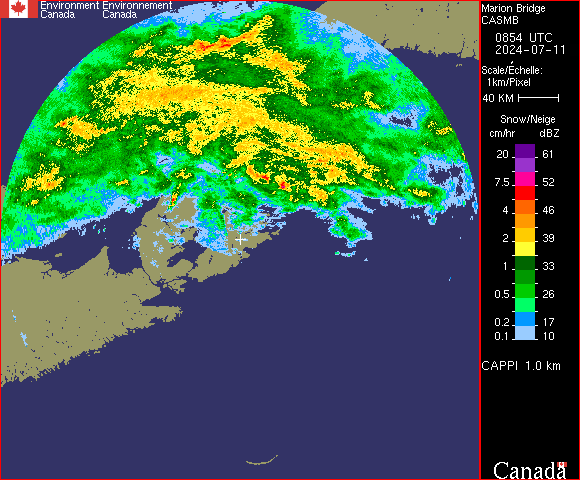 Environment Environnement
Canada Canada
Marion Bridge
CASMB
0854 UTC
2024-07-11
Scale/Échelle:
1km/Pixel
40 KM
Snow/Neige
cm/hr dBZ
20 61
7.5 52
4 46
2 39
1 33
0.5 26
0.2 17
0.1 10
CAPPI 1.0 km
Canada